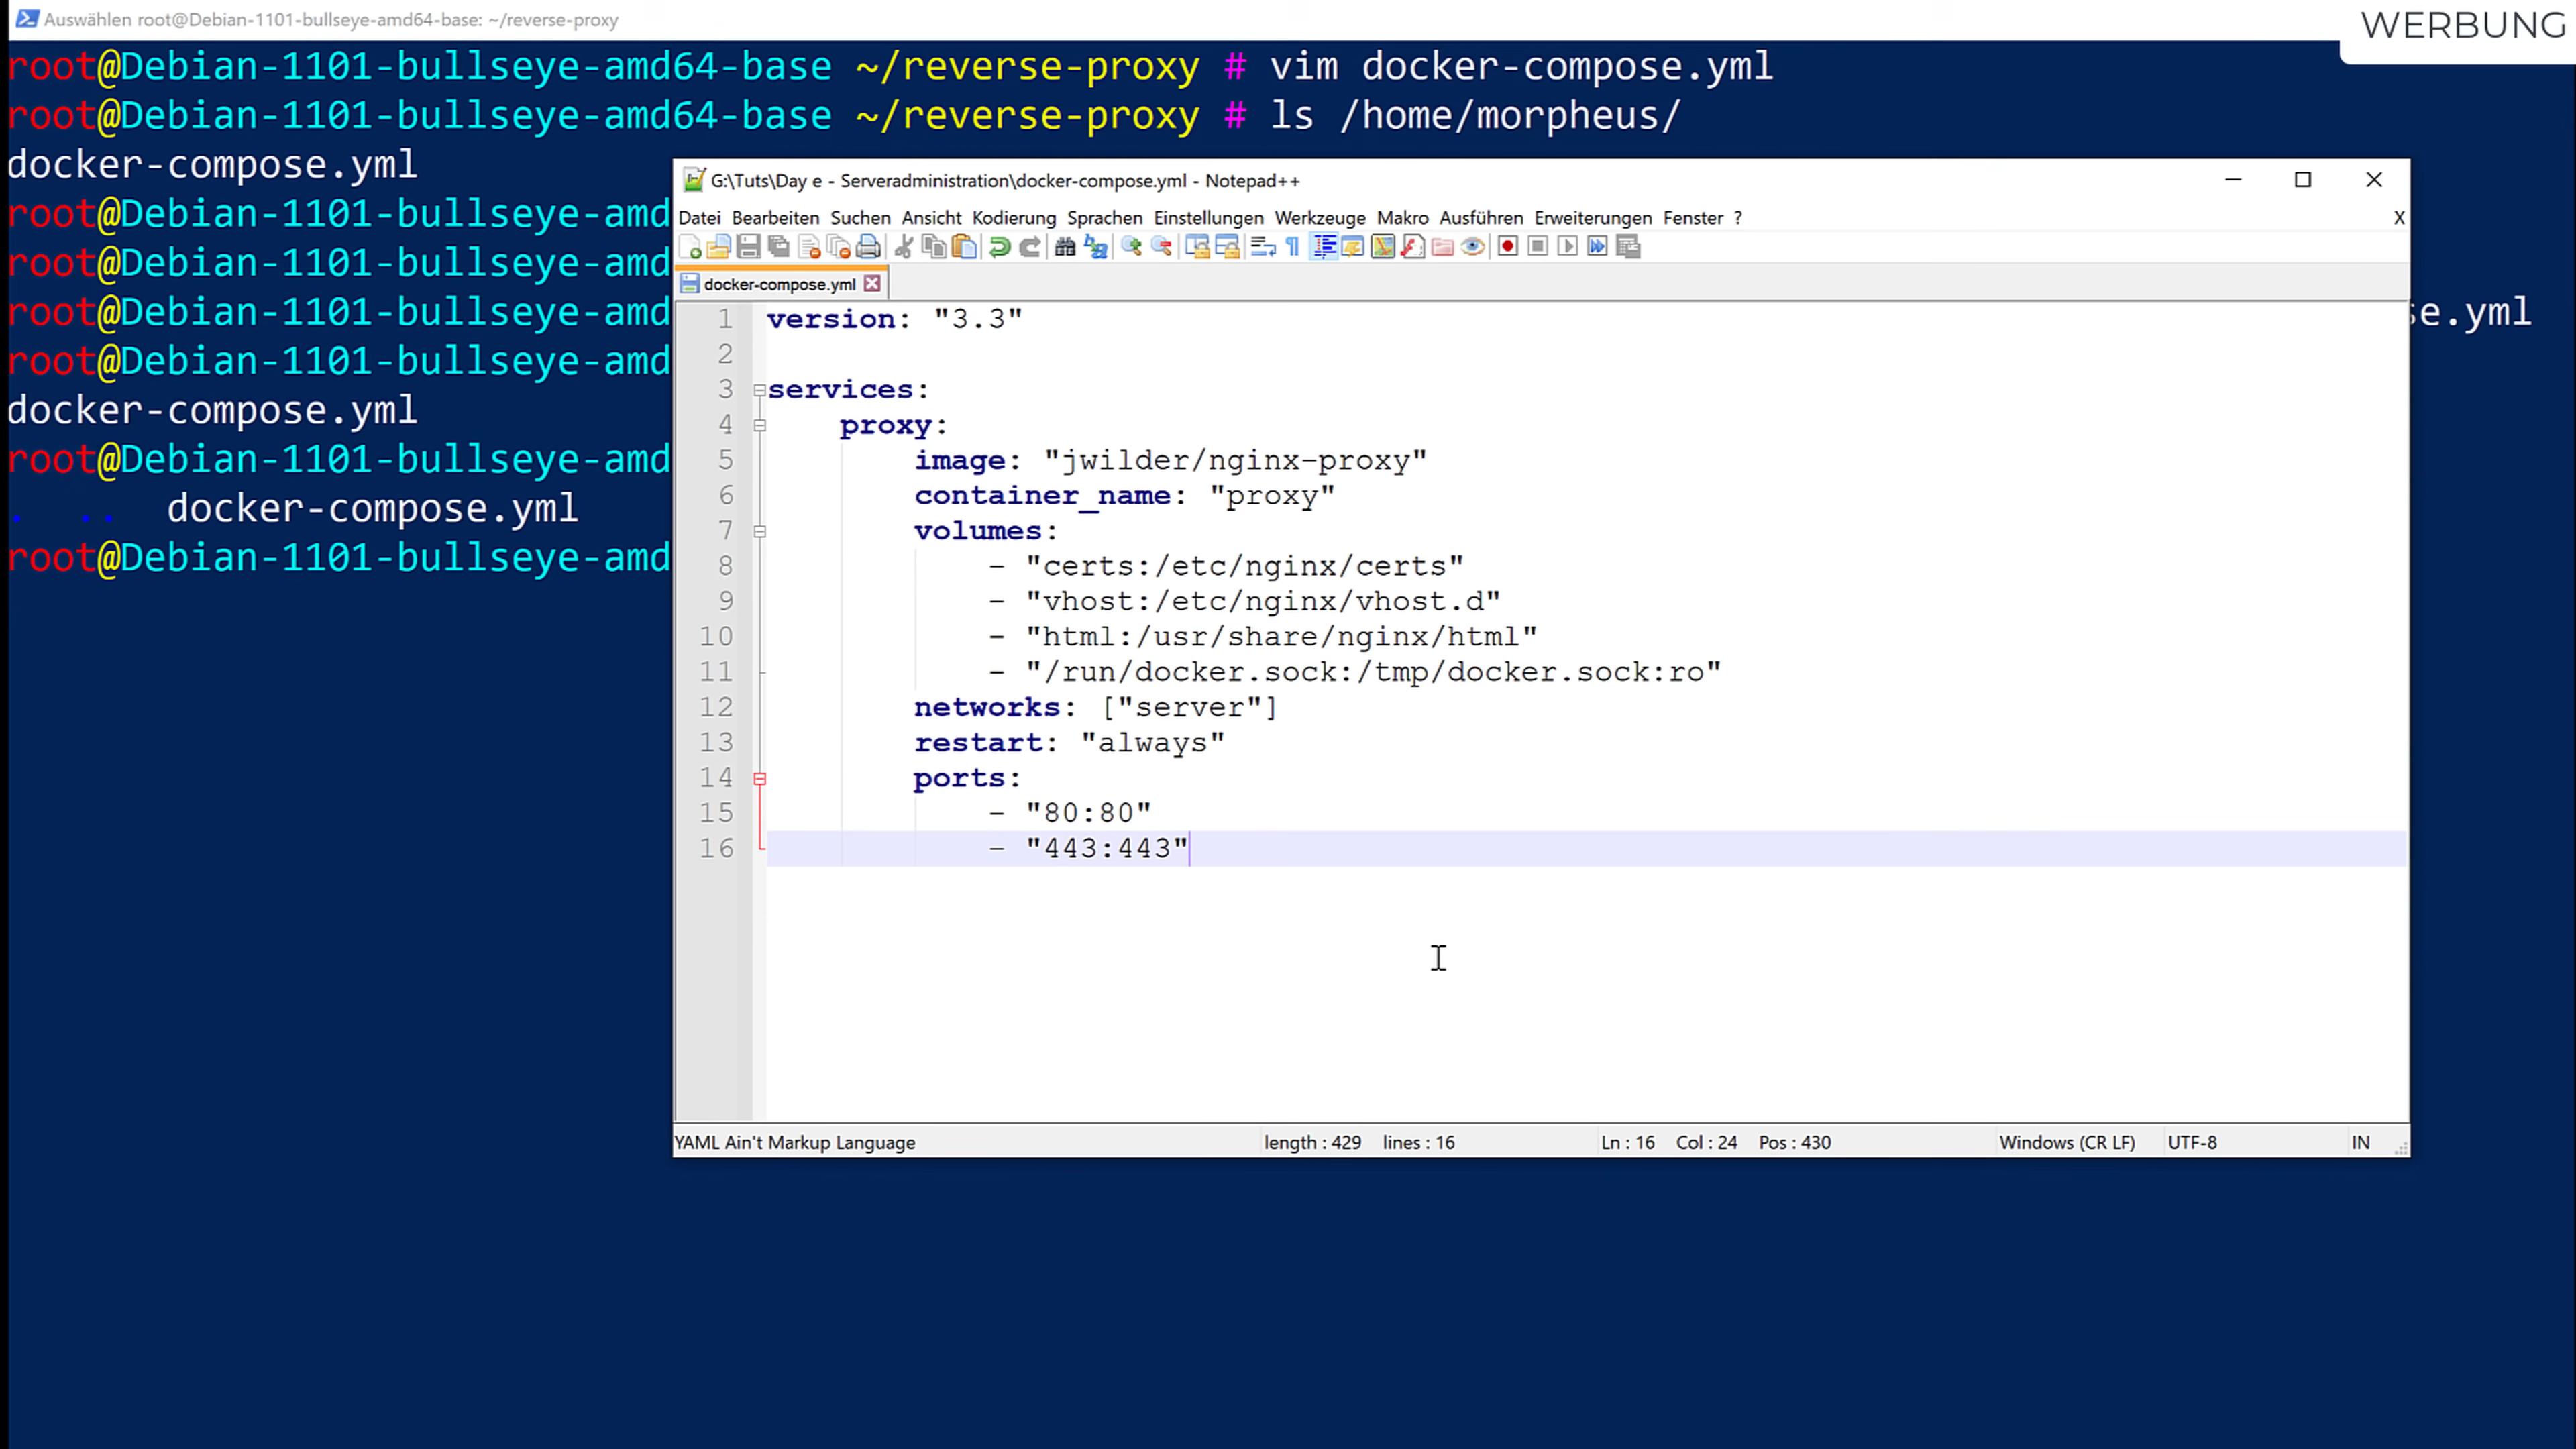 Auswählen root@Debian-1101-bullseye-amd64-base: ~/reverse-proxy
WERBUNG
root@Debian-1101-bullseye-amd64-base ~/reverse-proxy # vim docker-compose.yml
root@Debian-1101-bullseye-amd64-base ~/reverse-proxy # ls /home/morpheus/
docker-compose.yml
root@Debian-1101-bullseye-amd
root@Debian-1101-bullseye-amd
root@Debian-1101-bullseye-amd
e.yml
root@Debian-1101-bullseye-amd
docker-compose.yml
root@Debian-1101-bullseye-amd
. .. docker-compose.yml
root@Debian-1101-bullseye-amd
G:\Tuts\Day e - Serveradministration\docker-compose.yml - Notepad++
Datei Bearbeiten Suchen Ansicht Kodierung Sprachen Einstellungen Werkzeuge Makro Ausführen Erweiterungen Fenster ? X
docker-compose.yml
1 version: "3.3"
2
3 services:
4 proxy:
5 image: "jwilder/nginx-proxy"
6 container_name: "proxy"
7 volumes:
8 - "certs:/etc/nginx/certs"
9 - "vhost:/etc/nginx/vhost.d"
10 - "html:/usr/share/nginx/html"
11 - "/run/docker.sock:/tmp/docker.sock:ro"
12 networks: ["server"]
13 restart: "always"
14 ports:
15 - "80:80"
16 - "443:443"
YAML Ain't Markup Language length : 429 lines : 16 Ln : 16 Col : 24 Pos : 430 Windows (CR LF) UTF-8 IN